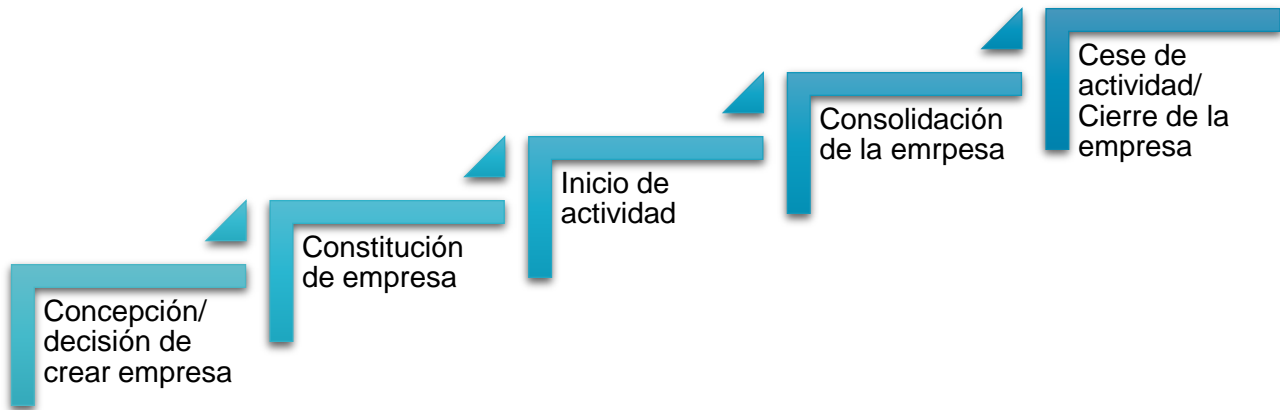 Concepción/
decisión de
crear empresa
Constitución
de empresa
Inicio de
actividad
Consolidación
de la emrpesa
Cese de
actividad/
Cierre de la
empresa